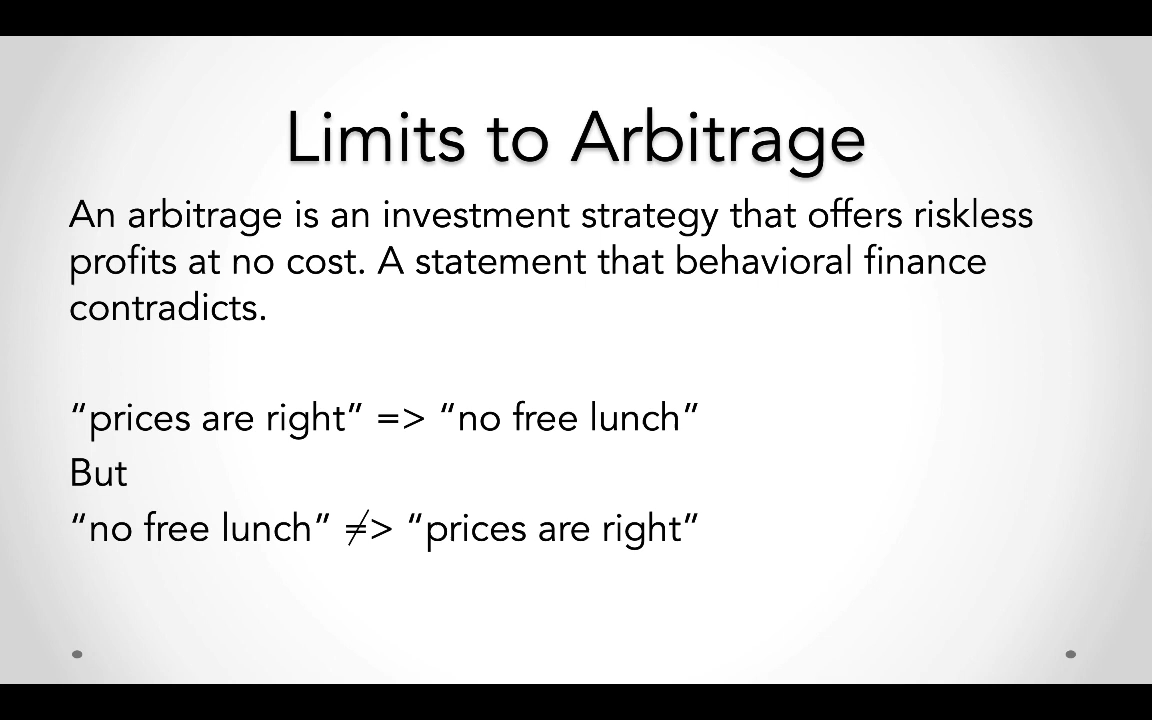 Limits to Arbitrage
An arbitrage is an investment strategy that offers riskless
profits at no cost. A statement that behavioral finance
contradicts.
“prices are right” => “no free lunch”
But
“no free lunch” ≠> “prices are right”